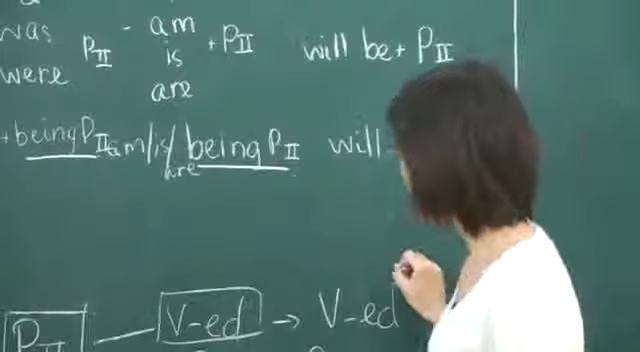 was - am
PII is + PII will be + PII
were are
+ being PII am/is/are being PII will
PII — V-ed → V-ed